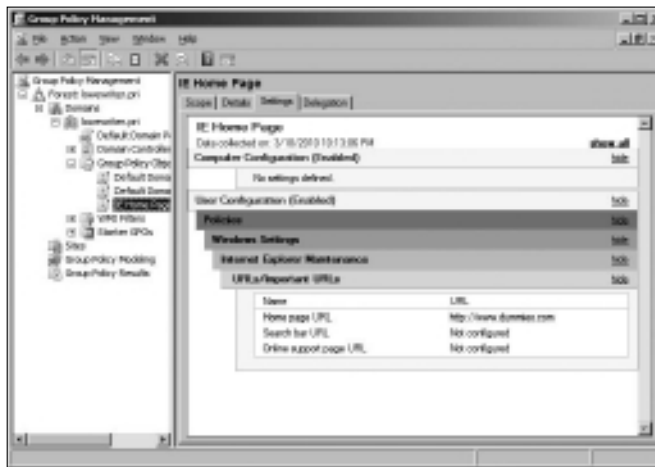 Group Policy Management
File Action View Window Help
Group Policy Management
Forest: lowewriter.pri
Domains
lowewriter.pri
Default Domain P
Domain Controller
Group Policy Obje
Default Doma
Default Doma
IE Home Page
WMI Filters
Starter GPOs
Sites
Group Policy Modeling
Group Policy Results
IE Home Page
Scope Details Settings Delegation
IE Home Page
Data collected on: 3/18/2010 10:13:06 PM
show all
Computer Configuration (Enabled)
hide
No settings defined.
User Configuration (Enabled)
hide
Policies
hide
Windows Settings
hide
Internet Explorer Maintenance
hide
URLs/Important URLs
hide
Name URL
Home page URL http://www.dummies.com
Search bar URL Not configured
Online support page URL Not configured